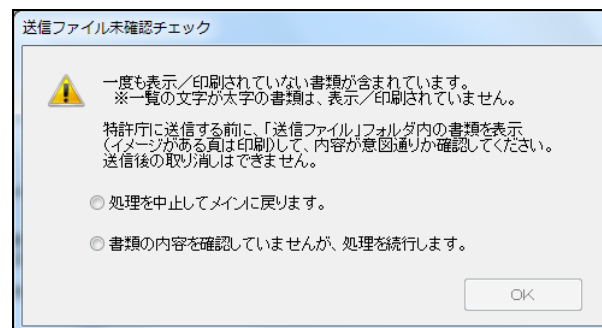 送信ファイル未確認チェック
一度も表示／印刷されていない書類が含まれています。
※一覧の文字が太字の書類は、表示／印刷されていません。
特許庁に送信する前に、「送信ファイル」フォルダ内の書類を表示
（イメージがある頁は印刷）して、内容が意図通りか確認してください。
送信後の取り消しはできません。
処理を中止してメインに戻ります。
書類の内容を確認していませんが、処理を続行します。
OK